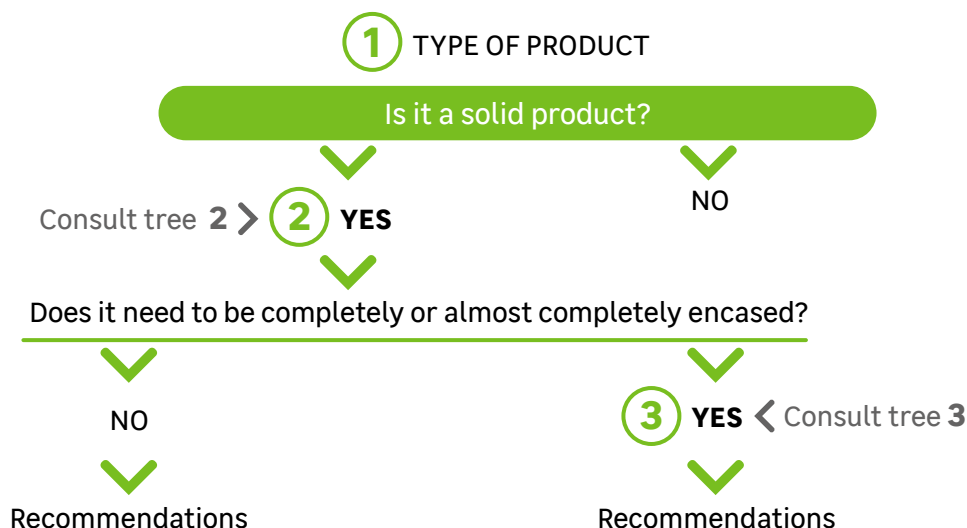 1 TYPE OF PRODUCT
Is it a solid product?
Consult tree 2 > 2 YES
NO
Does it need to be completely or almost completely encased?
NO
3 YES < Consult tree 3
Recommendations
Recommendations